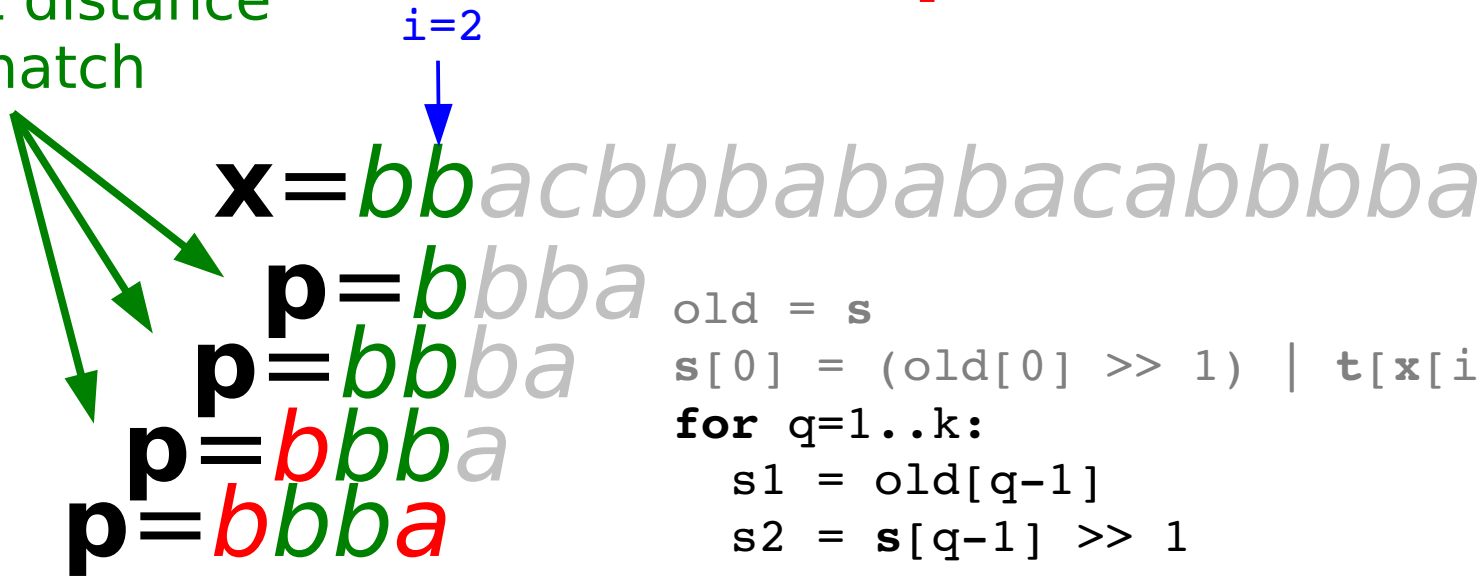 distance
i=2
match
x=bbacbbbababacabbbba
p=bbba
old = s
p=bbba
s[0] = (old[0] >> 1) | t[x[i
for q=1..k:
p=bbba
s1 = old[q-1]
p=bbba
s2 = s[q-1] >> 1